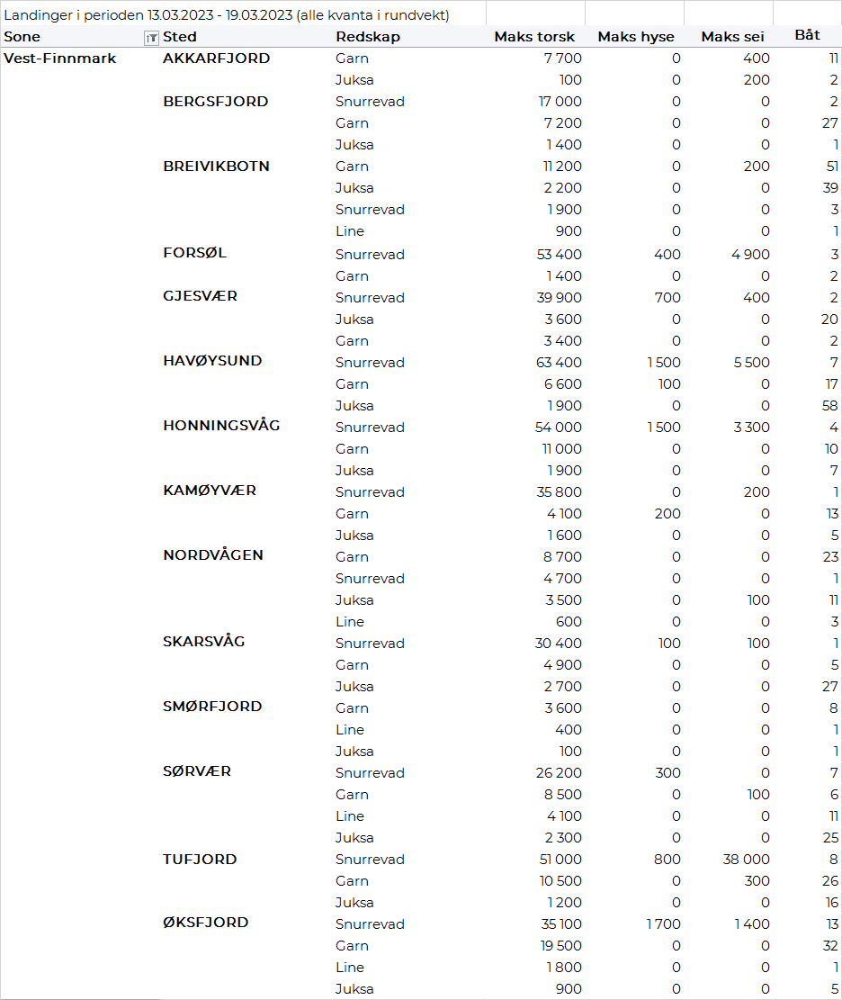 Landinger i perioden 13.03.2023 - 19.03.2023 (alle kvanta i rundvekt)
Sone Sted Redskap Maks torsk Maks hyse Maks sei Båt
Vest-Finnmark AKKARFJORD Garn 7 700 0 400 11
Juksa 100 0 200 2
BERGSFJORD Snurrevad 17 000 0 0 2
Garn 7 200 0 0 27
Juksa 1 400 0 0 1
BREIVIKBOTN Garn 11 200 0 200 51
Juksa 2 200 0 0 39
Snurrevad 1 900 0 0 3
Line 900 0 0 1
FORSØL Snurrevad 53 400 400 4 900 3
Garn 1 400 0 0 2
GJESVÆR Snurrevad 39 900 700 400 2
Juksa 3 600 0 0 20
Garn 3 400 0 0 2
HAVØYSUND Snurrevad 63 400 1 500 5 500 7
Garn 6 600 100 0 17
Juksa 1 900 0 0 58
HONNINGSVÅG Snurrevad 54 000 1 500 3 300 4
Garn 11 000 0 0 10
Juksa 1 900 0 0 7
KAMØYVÆR Snurrevad 35 800 0 200 1
Garn 4 100 200 0 13
Juksa 1 600 0 0 5
NORDVÅGEN Garn 8 700 0 0 23
Snurrevad 4 700 0 0 1
Juksa 3 500 0 100 11
Line 600 0 0 3
SKARSVÅG Snurrevad 30 400 100 100 1
Garn 4 900 0 0 5
Juksa 2 700 0 0 27
SMØRFJORD Garn 3 600 0 0 8
Line 400 0 0 1
Juksa 100 0 0 1
SØRVÆR Snurrevad 26 200 300 0 7
Garn 8 500 0 100 6
Line 4 100 0 0 11
Juksa 2 300 0 0 25
TUFJORD Snurrevad 51 000 800 38 000 8
Garn 10 500 0 300 26
Juksa 1 200 0 0 16
ØKSFJORD Snurrevad 35 100 1 700 1 400 13
Garn 19 500 0 0 32
Line 1 800 0 0 1
Juksa 900 0 0 5